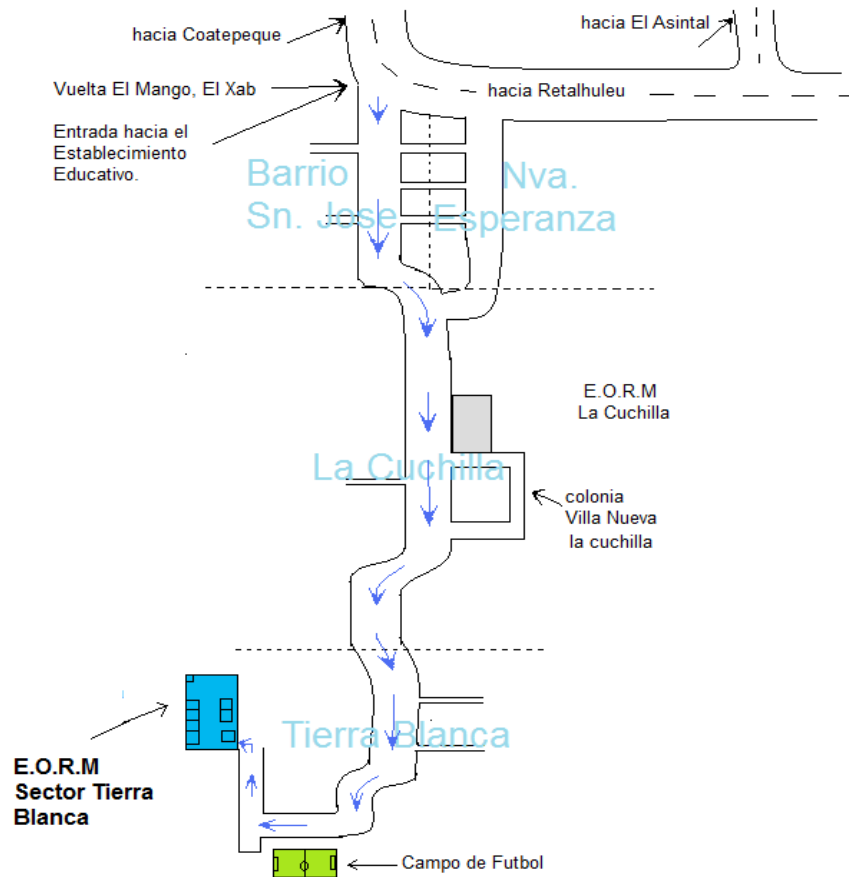 hacia Coatepeque
hacia El Asintal
Vuelta El Mango, El Xab
hacia Retalhuleu
Entrada hacia el
Establecimiento
Educativo.
Barrio
Sn. Jose
Nva.
Esperanza
E.O.R.M
La Cuchilla
La Cuchilla
colonia
Villa Nueva
la cuchilla
Tierra Blanca
E.O.R.M
Sector Tierra
Blanca
Campo de Futbol